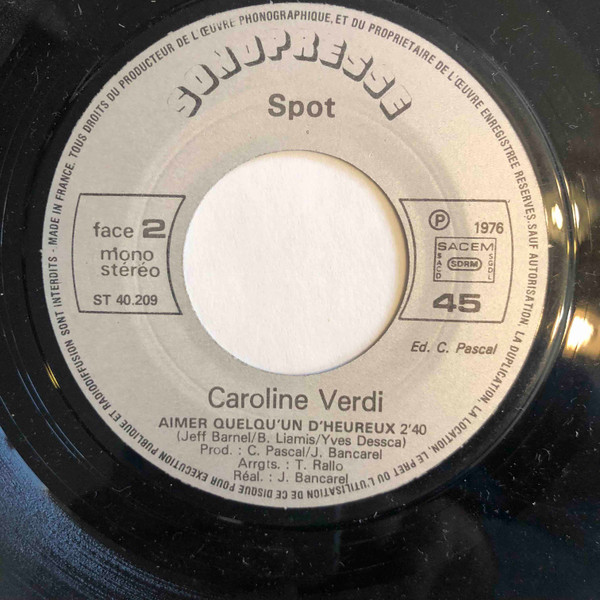 MADE IN FRANCE. TOUS DROITS DU PRODUCTEUR DE L'ŒUVRE PHONOGRAPHIQUE, ET DU PROPRIETAIRE DE L'ŒUVRE ENREGISTREE RESERVES. SAUF AUTORISATION, LA DUPLICATION, LA LOCATION, LE PRET OU L'UTILISATION DE CE DISQUE POUR EXECUTION PUBLIQUE ET RADIODIFFUSION SONT INTERDITS -
SONOPRESSE
Spot
face 2
mono
stéréo
ST 40.209
Ⓟ 1976
SACEM
SACD SDRM SGDL
45
Ed. C. Pascal
Caroline Verdi
AIMER QUELQU'UN D'HEUREUX 2'40
(Jeff Barnel/B. Liamis/Yves Dessca)
Prod. : C. Pascal/J. Bancarel
Arrgts. : T. Rallo
Réal. : J. Bancarel